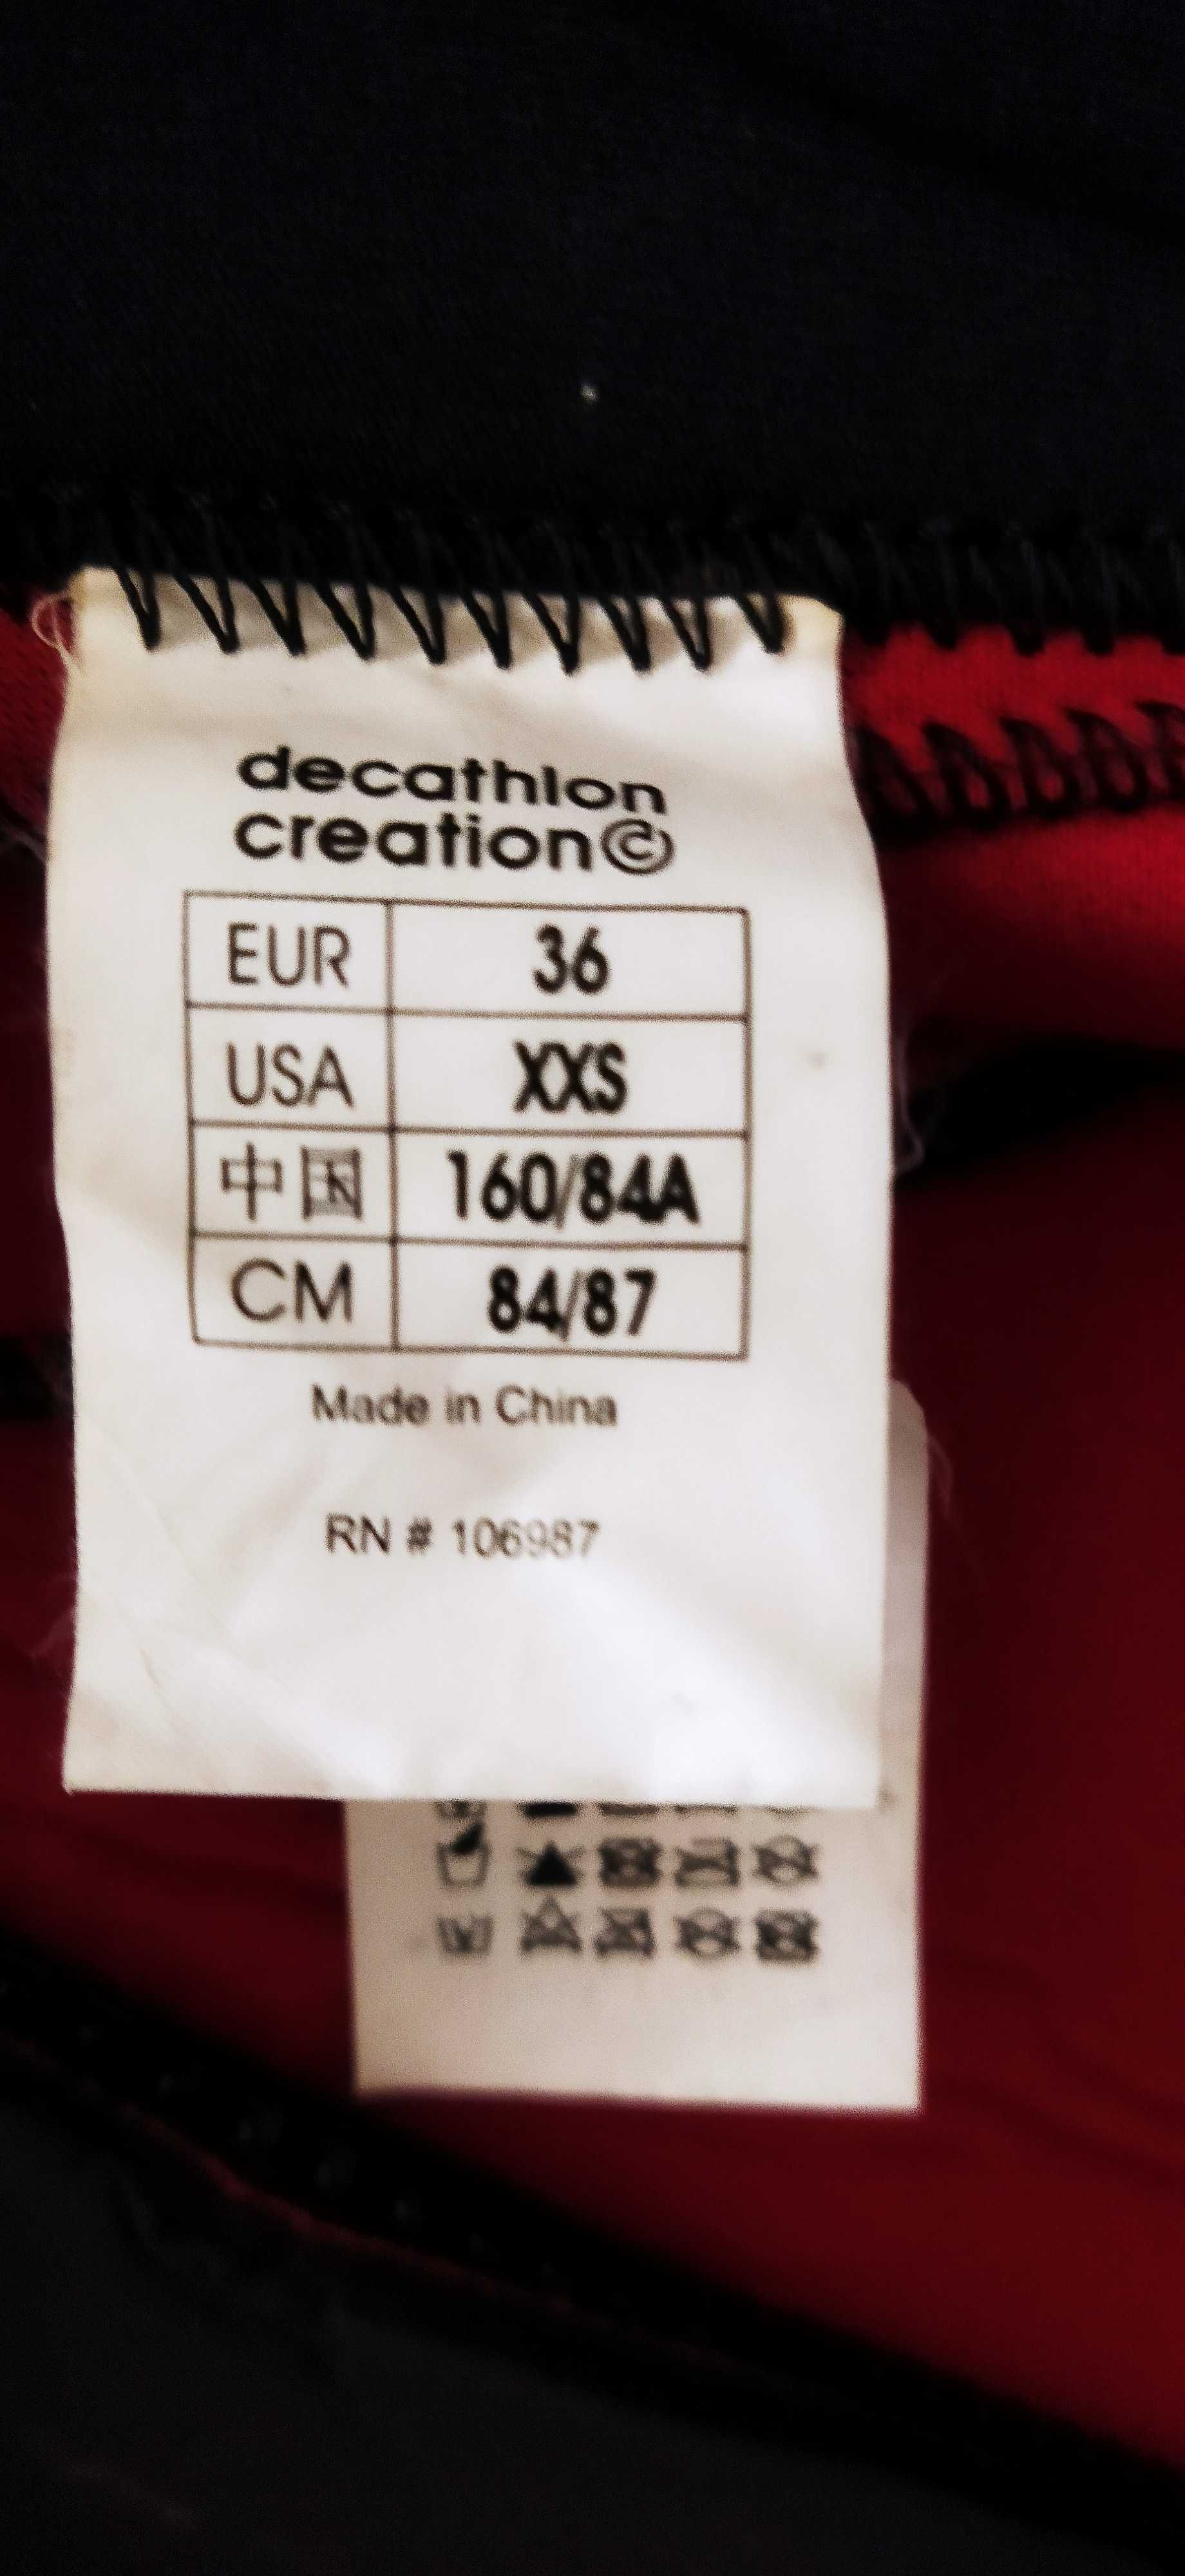 decathlon
creation©
EUR 36
USA XXS
中国 160/84A
CM 84/87
Made in China
RN # 106987